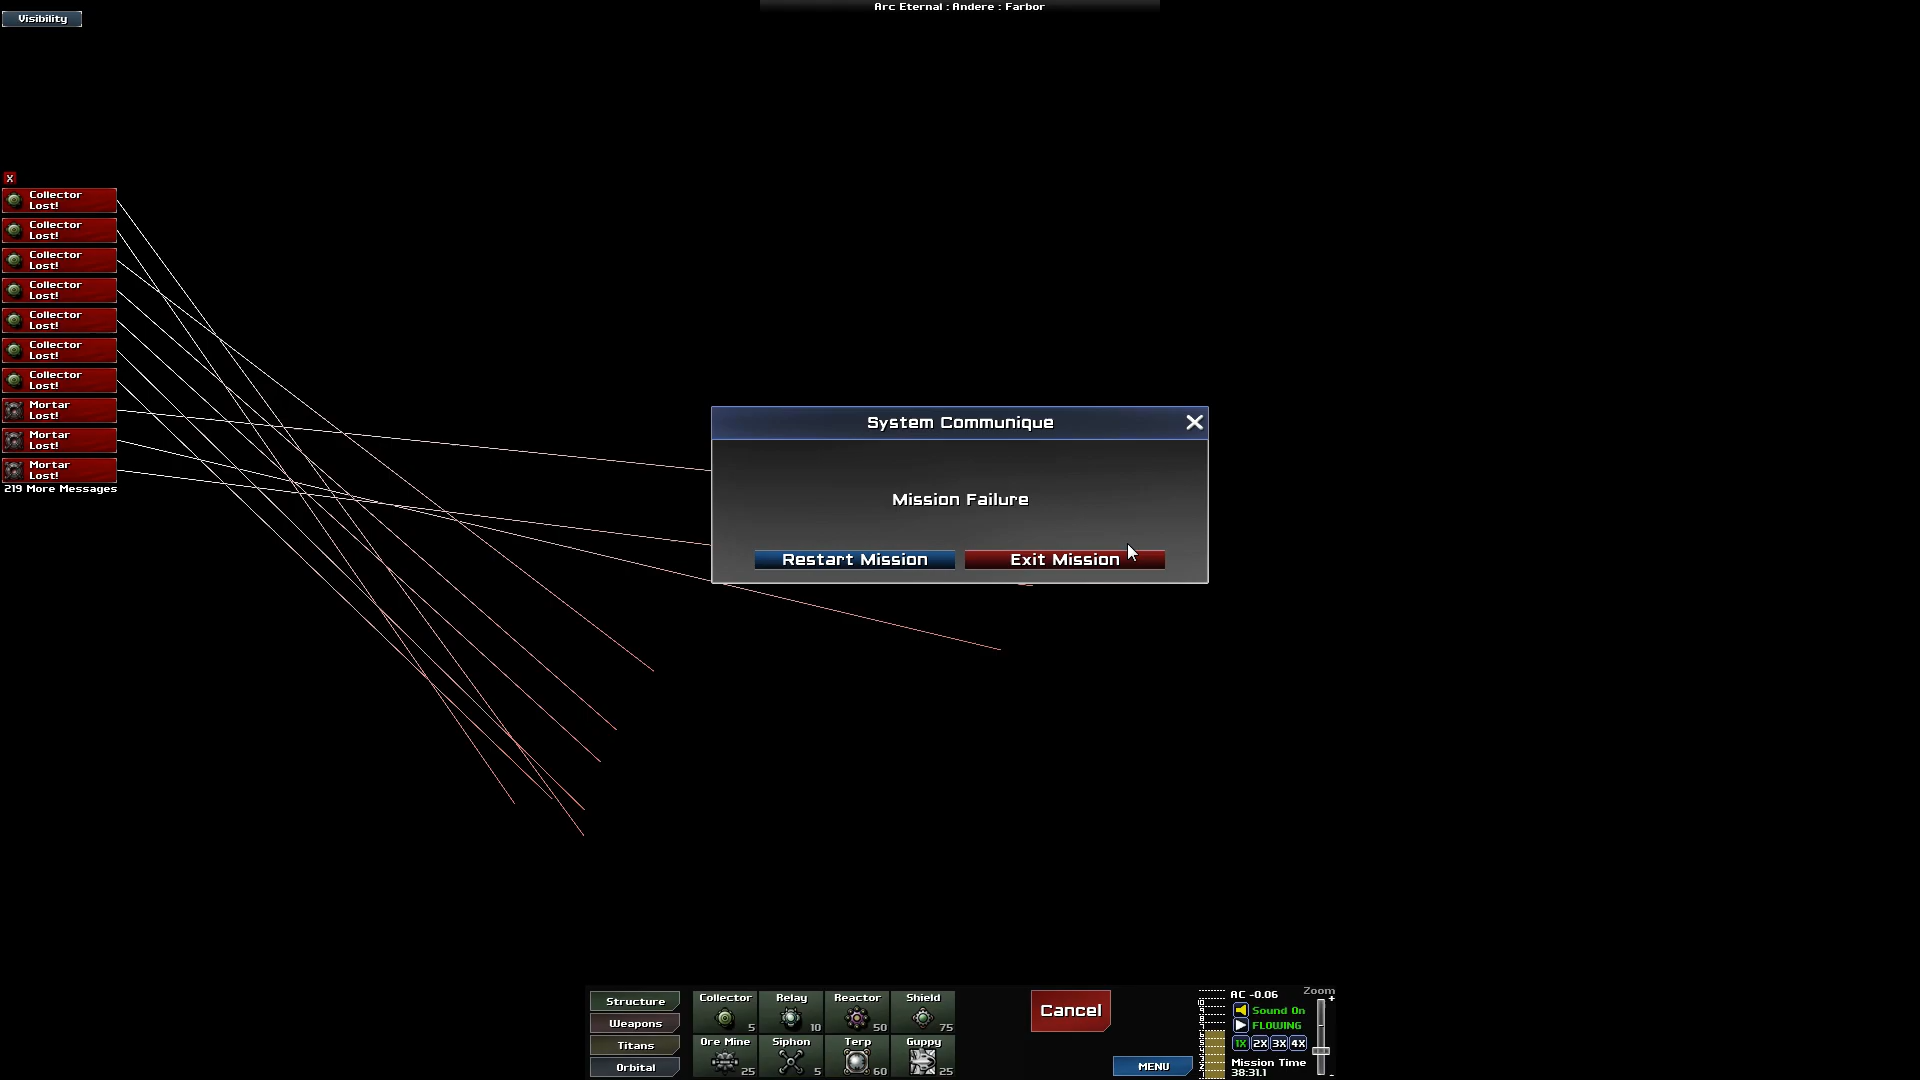 Visibility
Arc Eternal : Andere : Farbor
X
Collector
Lost!
Collector
Lost!
Collector
Lost!
Collector
Lost!
Collector
Lost!
Collector
Lost!
Collector
Lost!
Mortar
Lost!
Mortar
Lost!
Mortar
Lost!
219 More Messages
System Communique
Mission Failure
Restart Mission
Exit Mission
Structure
Weapons
Titans
Orbital
Collector
5
Relay
10
Reactor
50
Shield
75
Ore Mine
25
Siphon
5
Terp
60
Guppy
25
Cancel
MENU
AC -0.06
Zoom
+
-
Sound On
FLOWING
1X 2X 3X 4X
Mission Time
38:31.1